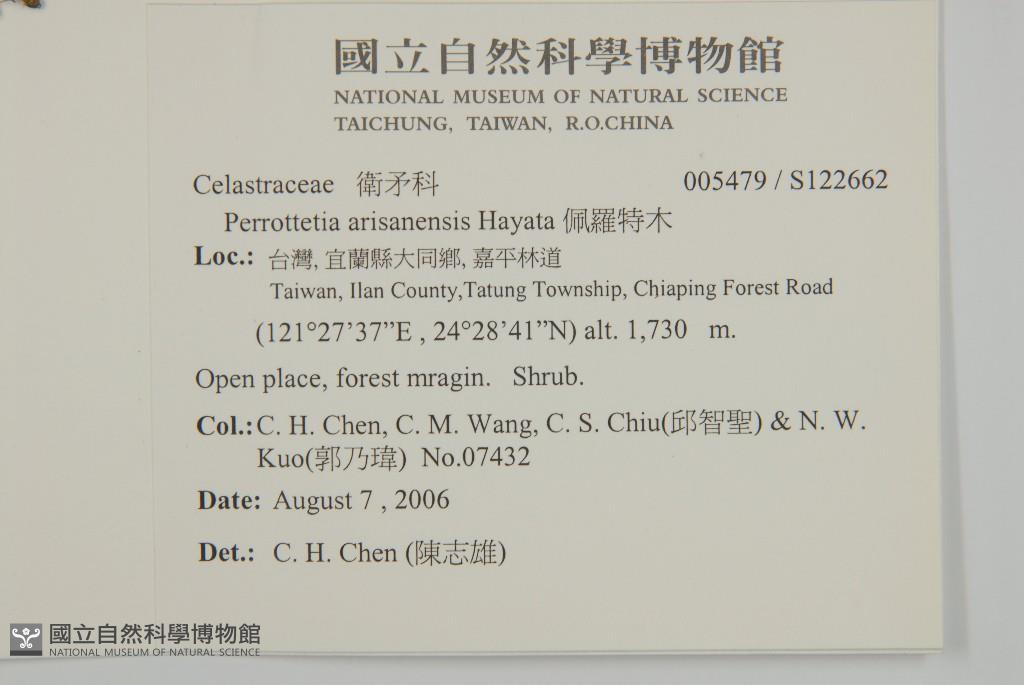 國立自然科學博物館
NATIONAL MUSEUM OF NATURAL SCIENCE
TAICHUNG, TAIWAN, R.O.CHINA
Celastraceae 衛矛科 005479 / S122662
Perrottetia arisanensis Hayata 佩羅特木
Loc.: 台灣, 宜蘭縣大同鄉, 嘉平林道
Taiwan, Ilan County,Tatung Township, Chiaping Forest Road
(121°27’37”E , 24°28’41”N) alt. 1,730 m.
Open place, forest mragin. Shrub.
Col.: C. H. Chen, C. M. Wang, C. S. Chiu(邱智聖) & N. W.
Kuo(郭乃瑋) No.07432
Date: August 7 , 2006
Det.: C. H. Chen (陳志雄)
國立自然科學博物館
NATIONAL MUSEUM OF NATURAL SCIENCE